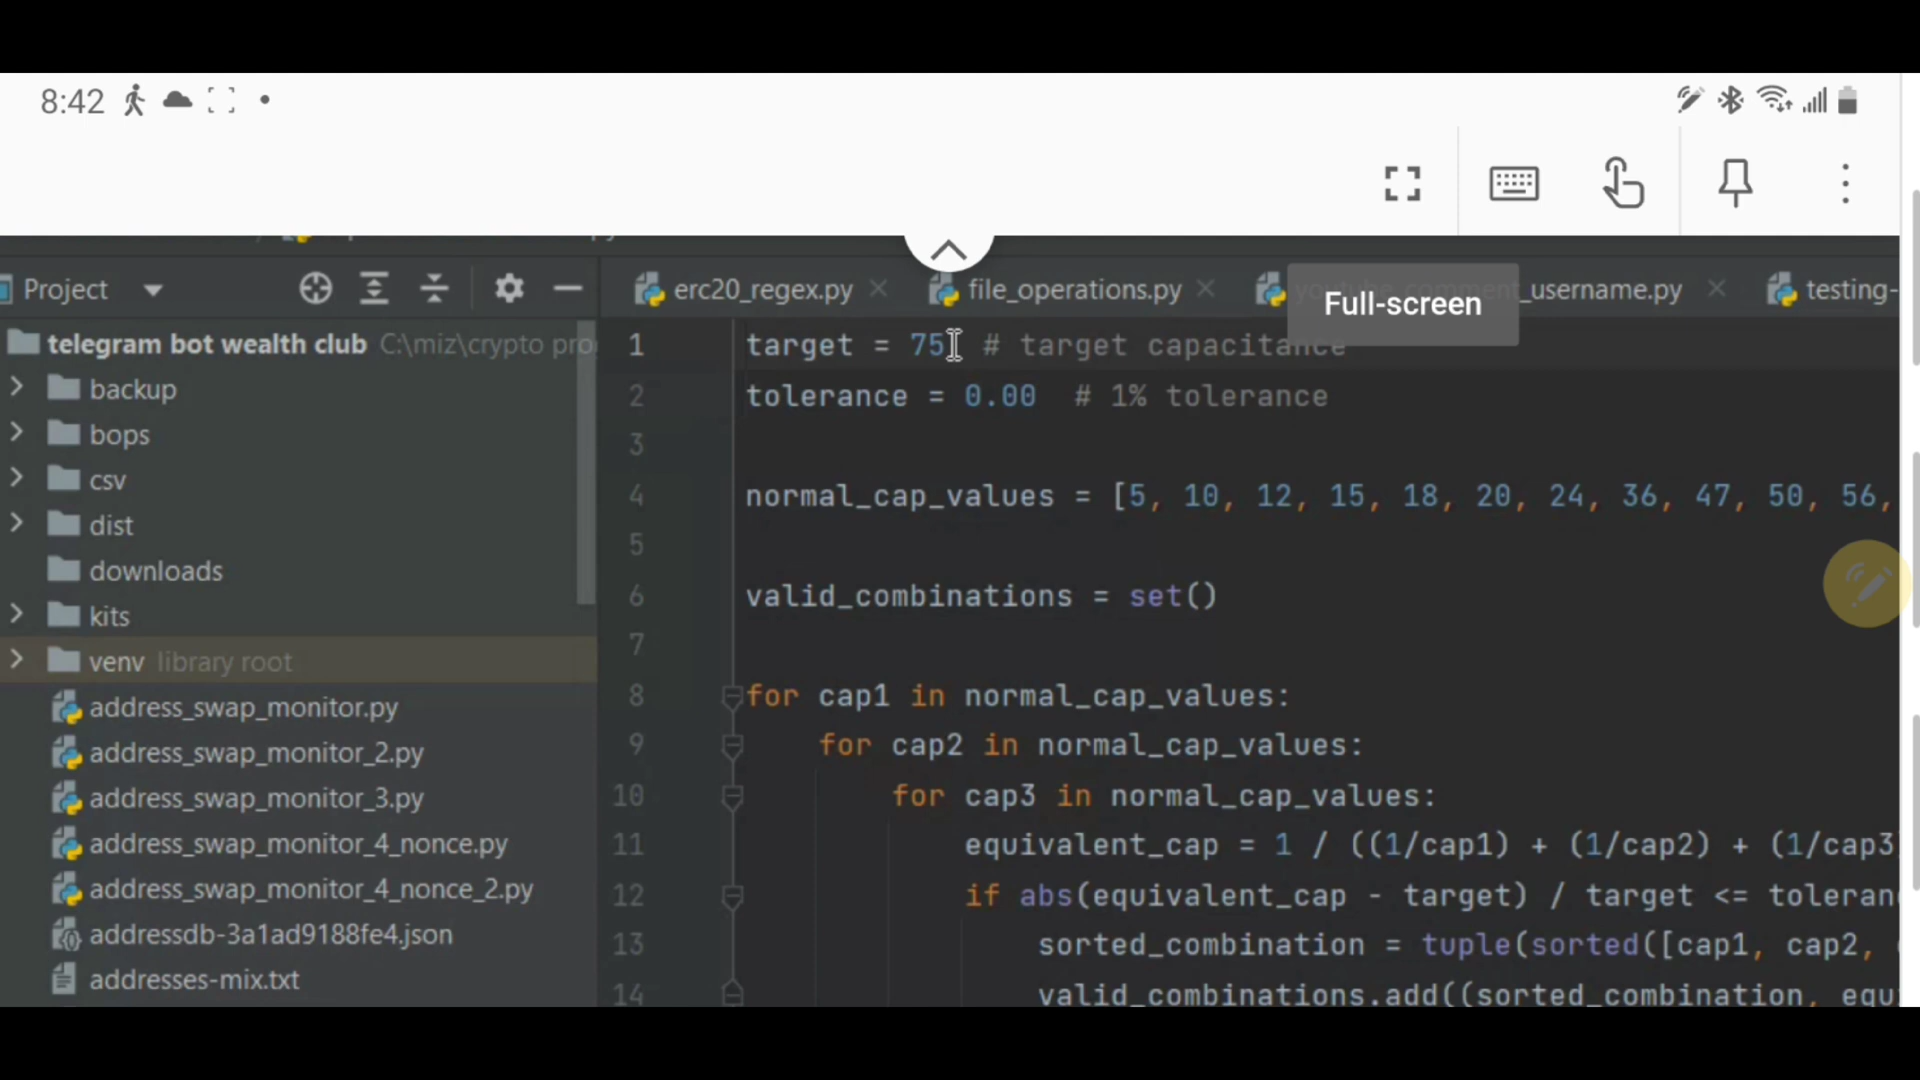 8:42
Project
erc20_regex.py
file_operations.py
_username.py
testing-
Full-screen
telegram bot wealth club C:\miz\crypto pro
backup
bops
csv
dist
downloads
kits
venv library root
address_swap_monitor.py
address_swap_monitor_2.py
address_swap_monitor_3.py
address_swap_monitor_4_nonce.py
address_swap_monitor_4_nonce_2.py
addressdb-3a1ad9188fe4.json
addresses-mix.txt
1 target = 75 # target capacitance
2 tolerance = 0.00 # 1% tolerance
3
4 normal_cap_values = [5, 10, 12, 15, 18, 20, 24, 36, 47, 50, 56,
5
6 valid_combinations = set()
7
8 for cap1 in normal_cap_values:
9 for cap2 in normal_cap_values:
10 for cap3 in normal_cap_values:
11 equivalent_cap = 1 / ((1/cap1) + (1/cap2) + (1/cap3
12 if abs(equivalent_cap - target) / target <= toleran
13 sorted_combination = tuple(sorted([cap1, cap2,
14 valid_combinations.add((sorted_combination, equ